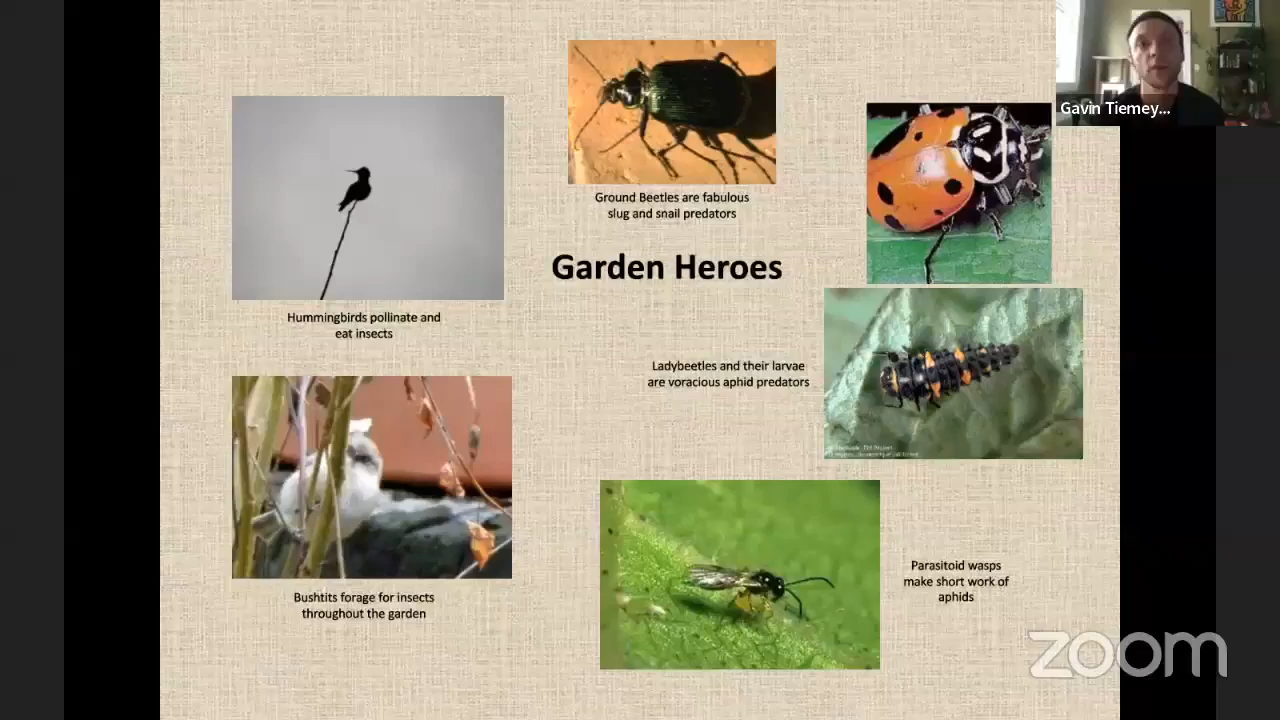 Gavin Tiemey...
Ground Beetles are fabulous
slug and snail predators
Garden Heroes
Hummingbirds pollinate and
eat insects
Ladybeetles and their larvae
are voracious aphid predators
Bushtits forage for insects
throughout the garden
Parasitoid wasps
make short work of
aphids
zoom